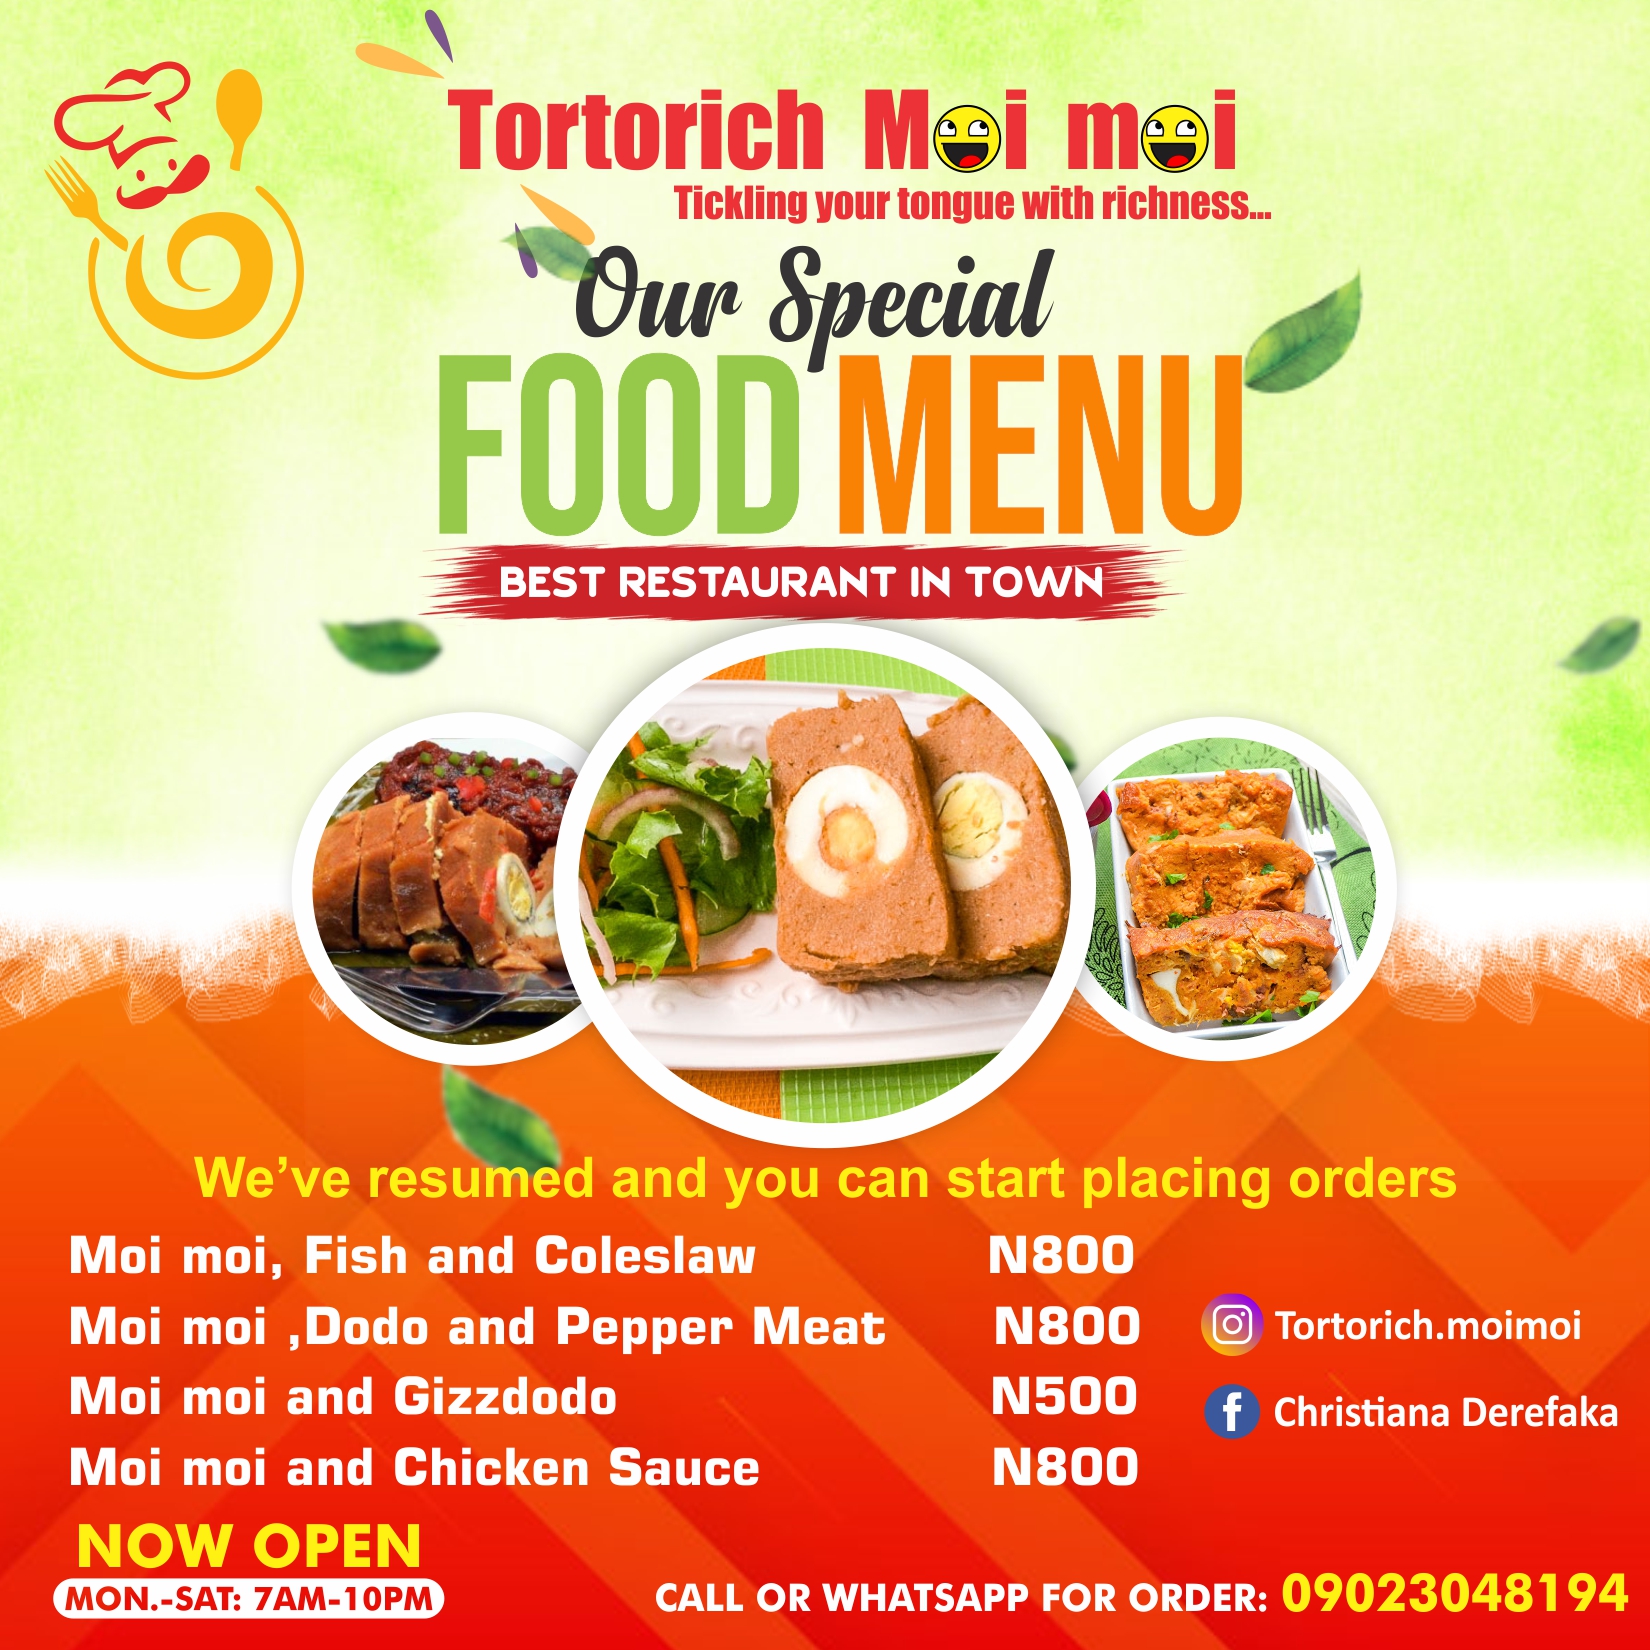 Tortorich Moi moi
Tickling your tongue with richness...
Our Special
FOOD MENU
BEST RESTAURANT IN TOWN
We've resumed and you can start placing orders
Moi moi, Fish and Coleslaw N800
Moi moi ,Dodo and Pepper Meat N800
Moi moi and Gizzdodo N500
Moi moi and Chicken Sauce N800
Tortorich.moimoi
Christiana Derefaka
NOW OPEN
MON.-SAT: 7AM-10PM
CALL OR WHATSAPP FOR ORDER: 09023048194